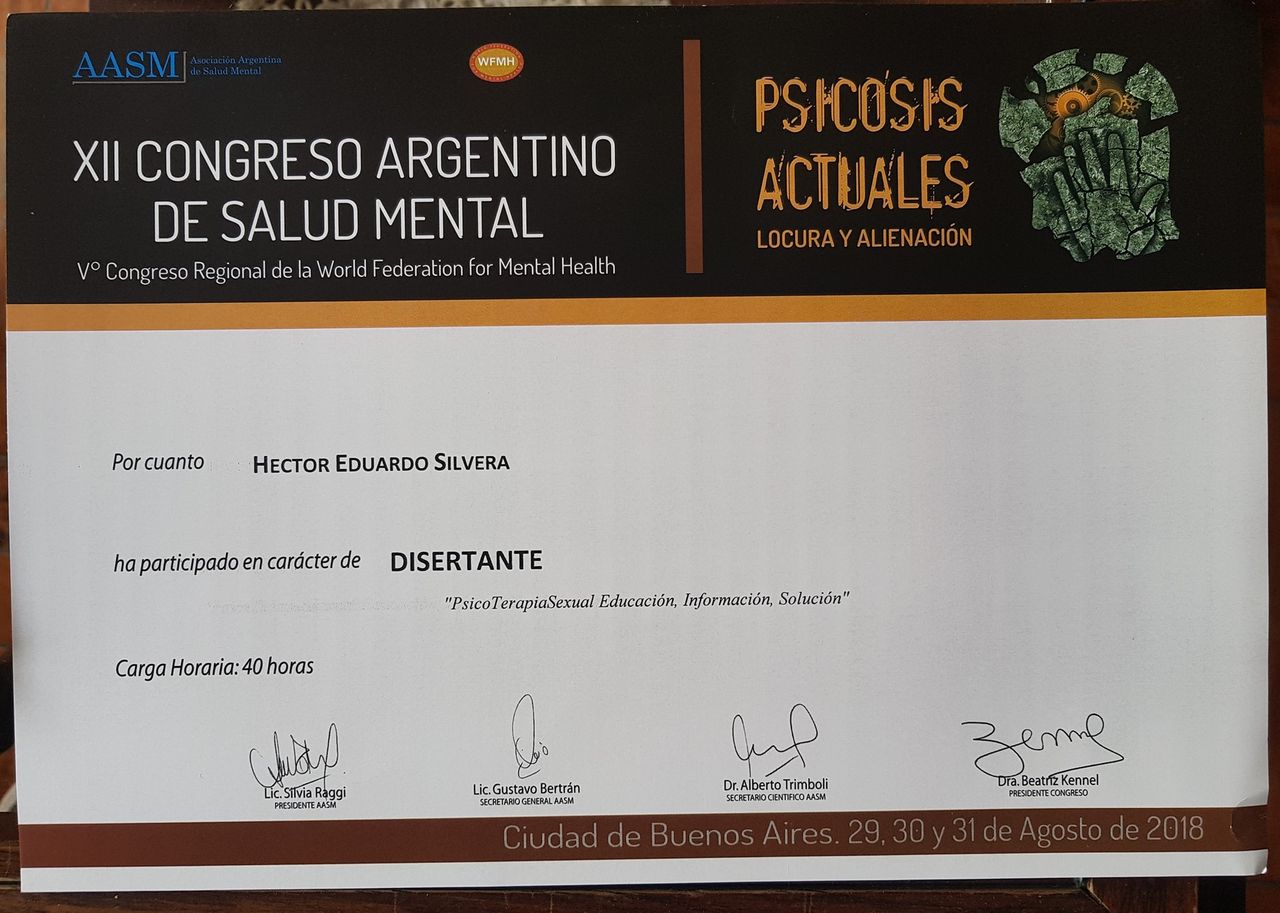 AASM Asociación Argentina
de Salud Mental
WFMH
XII CONGRESO ARGENTINO
DE SALUD MENTAL
Vº Congreso Regional de la World Federation for Mental Health
PSICOSIS
ACTUALES
LOCURA Y ALIENACIÓN
Por cuanto HECTOR EDUARDO SILVERA
ha participado en carácter de DISERTANTE
"PsicoTerapiaSexual Educación, Información, Solución"
Carga Horaria: 40 horas
Lic. Silvia Raggi
PRESIDENTE AASM
Lic. Gustavo Bertrán
SECRETARIO GENERAL AASM
Dr. Alberto Trimboli
SECRETARIO CIENTIFICO AASM
Dra. Beatriz Kennel
PRESIDENTE CONGRESO
Ciudad de Buenos Aires. 29, 30 y 31 de Agosto de 2018